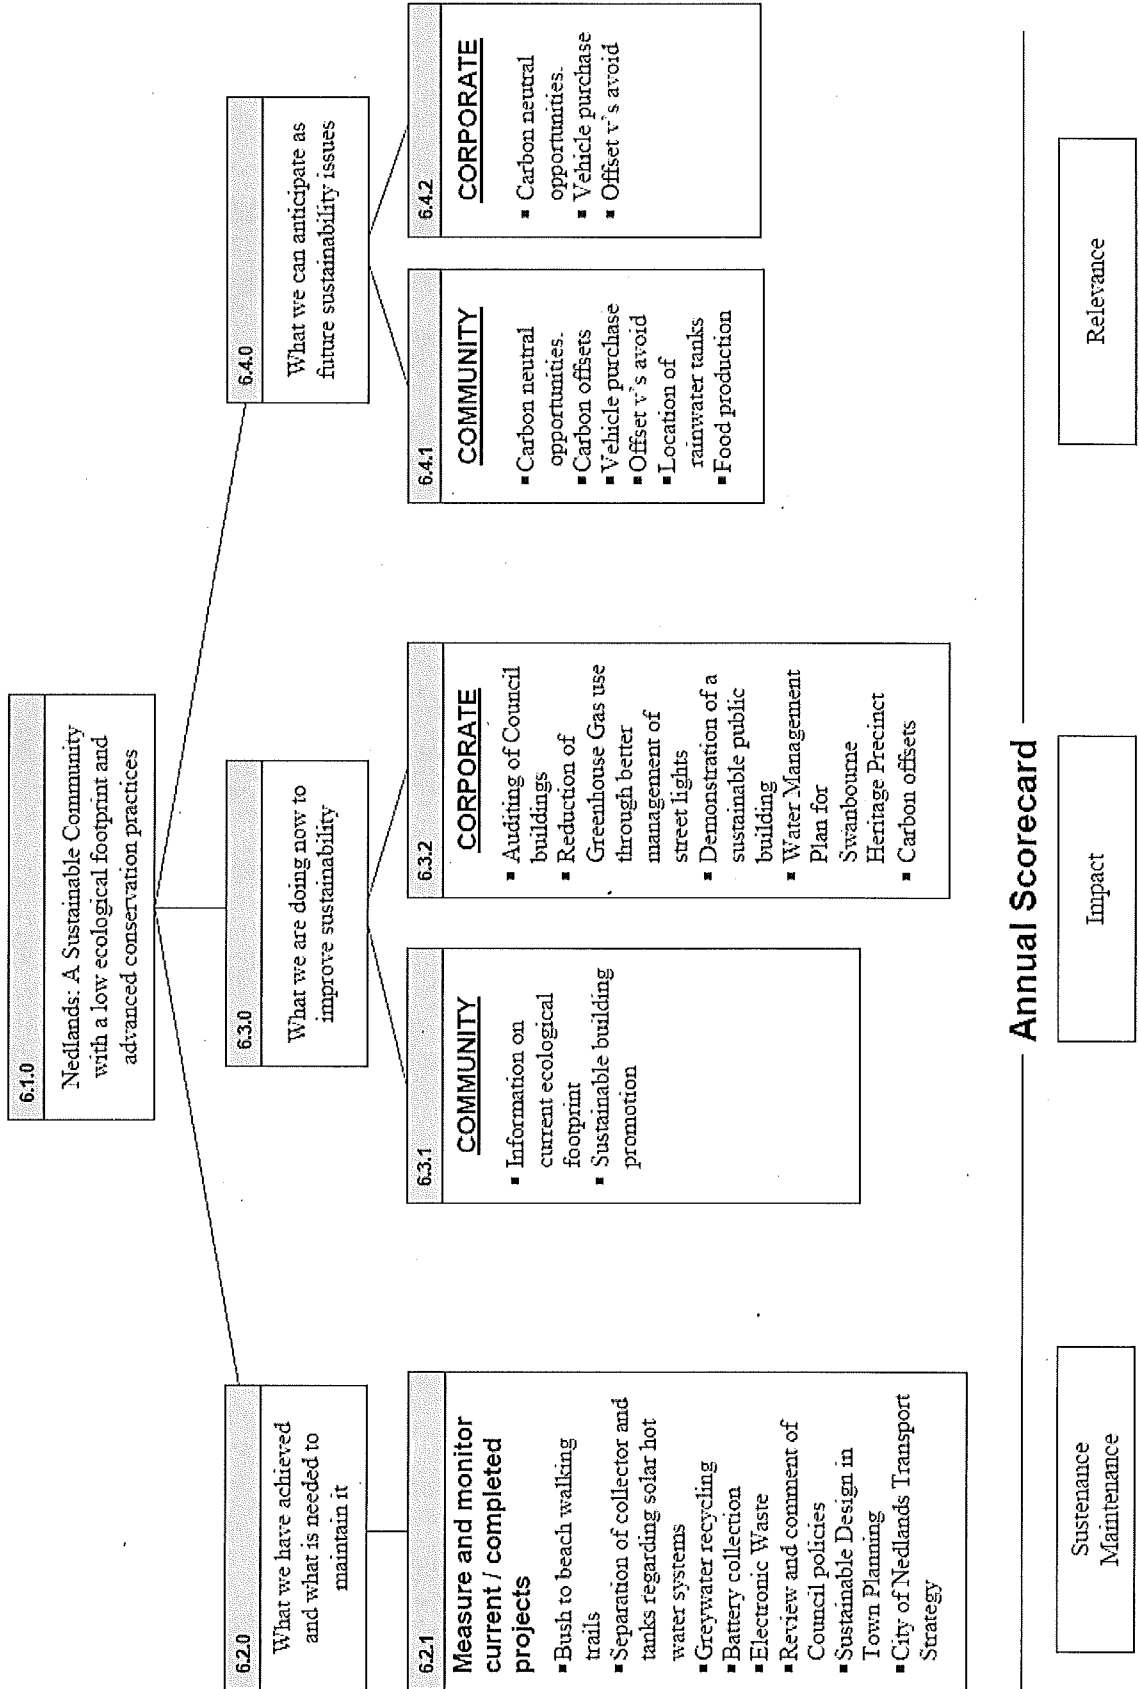 6.1.0
Nedlands: A Sustainable Community
with a low ecological footprint and
advanced conservation practices
6.2.0
What we have achieved
and what is needed to
maintain it
6.3.0
What we are doing now to
improve sustainability
6.4.0
What we can anticipate as
future sustainability issues
6.2.1
Measure and monitor
current / completed
projects
▪ Bush to beach walking
trails
▪ Separation of collector and
tanks regarding solar hot
water systems
▪ Greywater recycling
▪ Battery collection
▪ Electronic Waste
▪ Review and comment of
Council policies
▪ Sustainable Design in
Town Planning
▪ City of Nedlands Transport
Strategy
6.3.1
COMMUNITY
▪ Information on
current ecological
footprint
▪ Sustainable building
promotion
6.3.2
CORPORATE
▪ Auditing of Council
buildings
▪ Reduction of
Greenhouse Gas use
through better
management of
street lights
▪ Demonstration of a
sustainable public
building
▪ Water Management
Plan for
Swanbourne
Heritage Precinct
▪ Carbon offsets
6.4.1
COMMUNITY
▪ Carbon neutral
opportunities.
▪ Carbon offsets
▪ Vehicle purchase
▪ Offset v's avoid
▪ Location of
rainwater tanks
▪ Food production
6.4.2
CORPORATE
▪ Carbon neutral
opportunities.
▪ Vehicle purchase
▪ Offset v's avoid
Annual Scorecard
Sustenance
Maintenance
Impact
Relevance